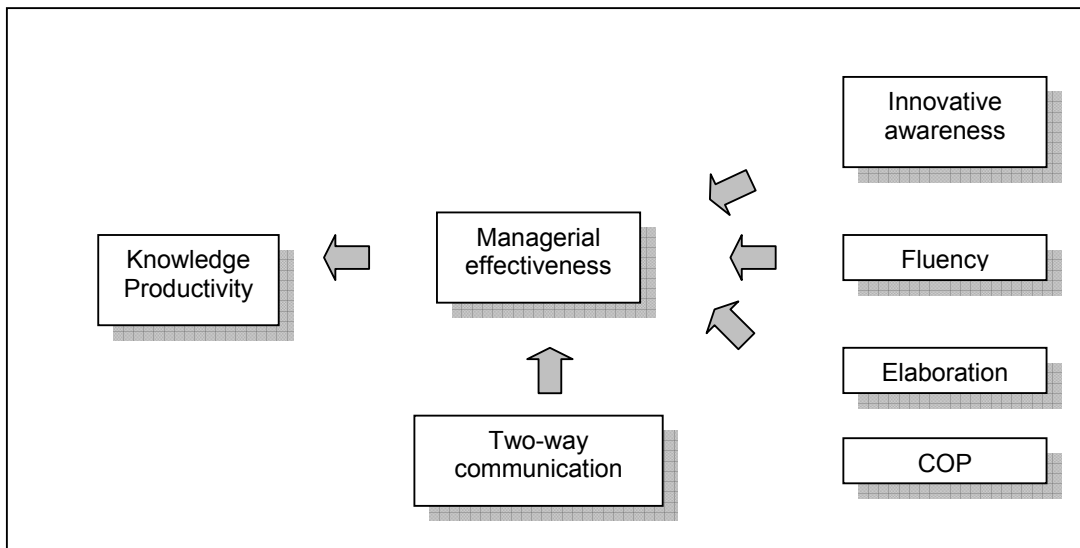 Innovative
awareness
Knowledge
Productivity
Managerial
effectiveness
Fluency
Elaboration
Two-way
communication
COP